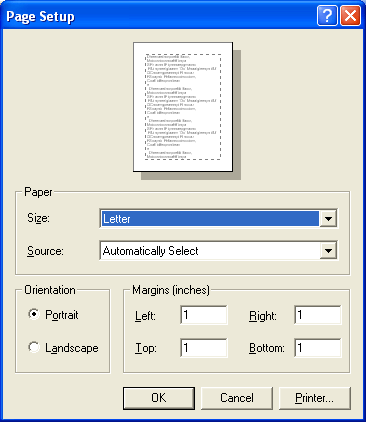 Page Setup
Paper
Size: Letter
Source: Automatically Select
Orientation
Portrait
Landscape
Margins (inches)
Left: 1 Right: 1
Top: 1 Bottom: 1
OK Cancel Printer...